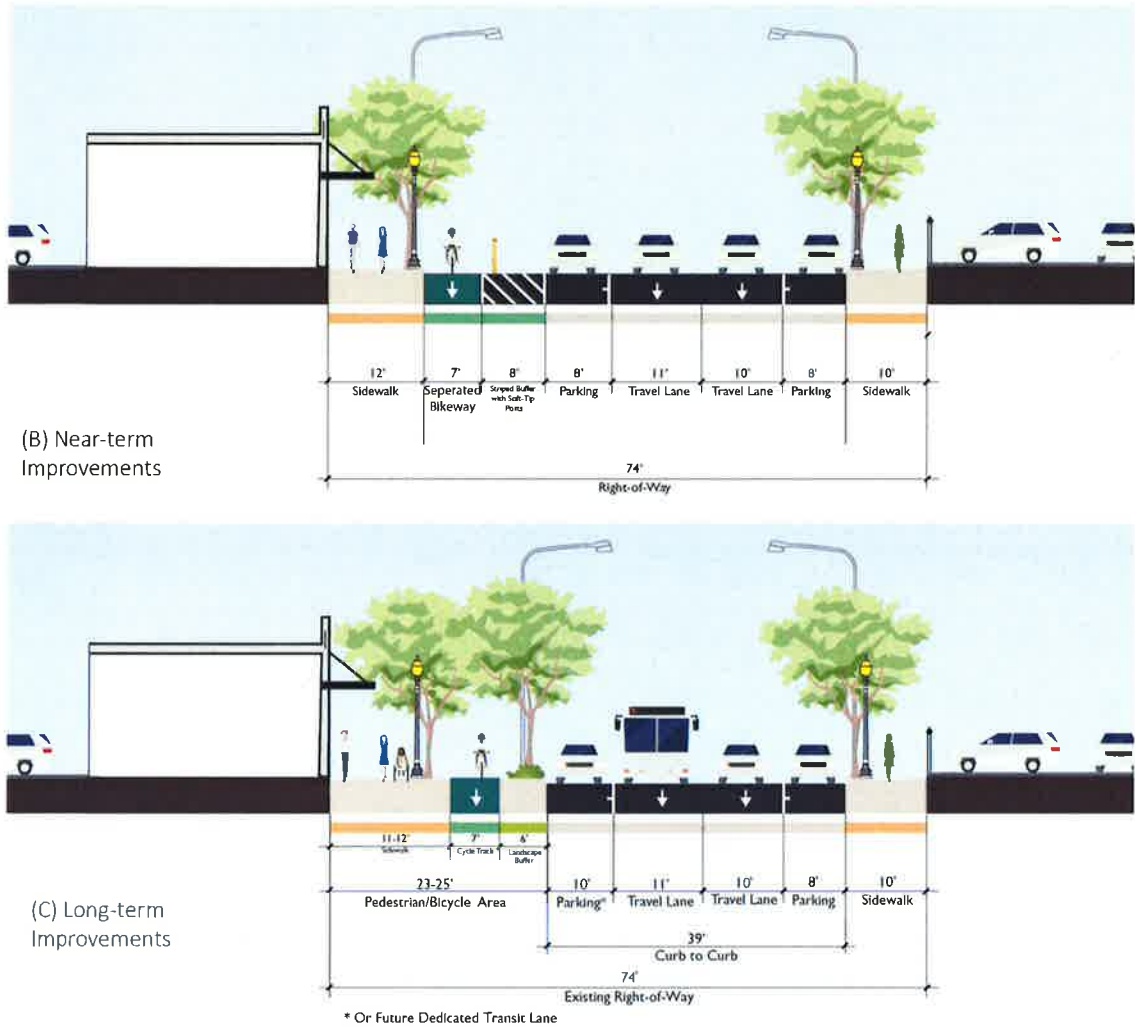 12' 7' 8' 8' 11' 10' 8' 10'
Sidewalk Seperated Bikeway Striped Buffer with Soft-Tip Posts Parking Travel Lane Travel Lane Parking Sidewalk
(B) Near-term
Improvements
74'
Right-of-Way
11-12' 7' 6'
Sidewalk Cycle Track Landscape Buffer
23-25' 10' 11' 10' 8' 10'
Pedestrian/Bicycle Area Parking* Travel Lane Travel Lane Parking Sidewalk
(C) Long-term
Improvements
39'
Curb to Curb
74'
Existing Right-of-Way
* Or Future Dedicated Transit Lane